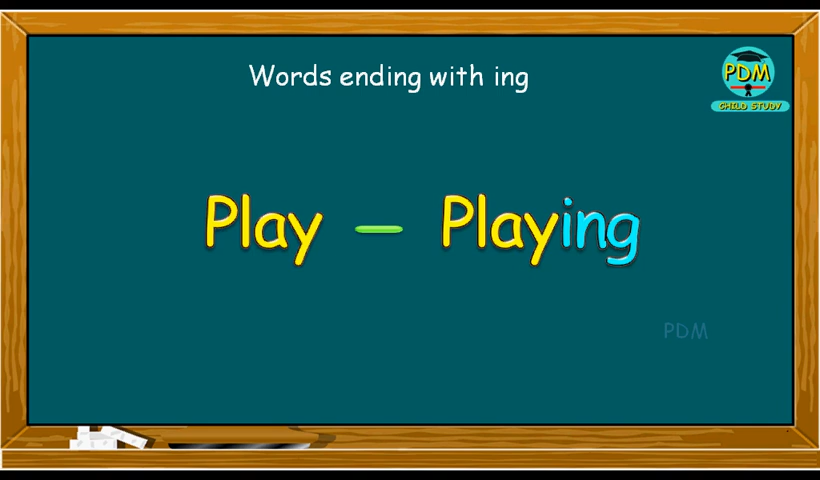 Words ending with ing
PDM
CHILD STUDY
Play – Playing
PDM